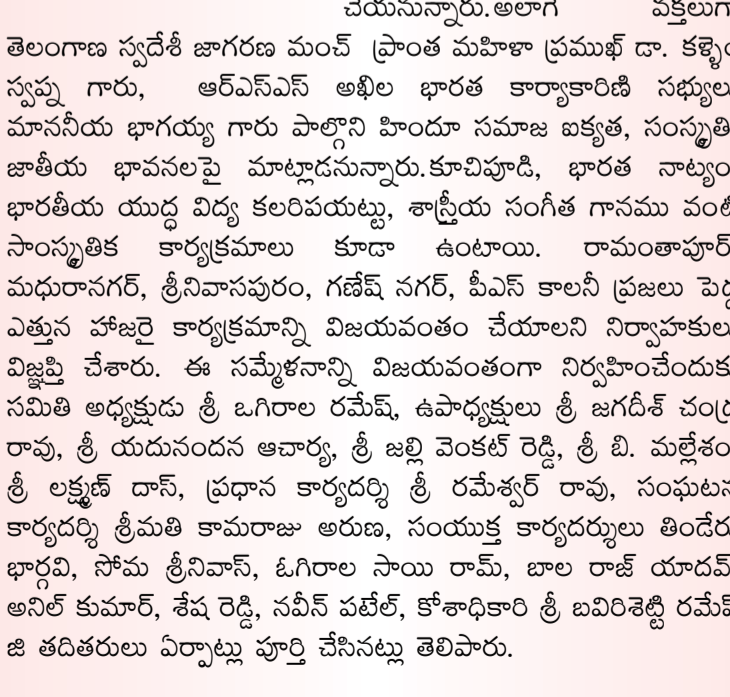 చేయనున్నారు.అలాగే వక్తలుగా
తెలంగాణ స్వదేశీ జాగరణ మంచ్ ప్రాంత మహిళా ప్రముఖ్ డా. కళ్ళెం
స్వప్న గారు, ఆర్ఎస్ఎస్ అఖిల భారత కార్యాకారిణి సభ్యులు
మాననీయ భాగయ్య గారు పాల్గొని హిందూ సమాజ ఐక్యత, సంస్కృతి
జాతీయ భావనలపై మాట్లాడనున్నారు.కూచిపూడి, భారత నాట్యం
భారతీయ యుద్ధ విద్య కలరిపయట్టు, శాస్త్రీయ సంగీత గానము వంటి
సాంస్కృతిక కార్యక్రమాలు కూడా ఉంటాయి. రామంతాపూర్
మధురానగర్, శ్రీనివాసపురం, గణేష్ నగర్, పీఎస్ కాలనీ ప్రజలు పెద్ద
ఎత్తున హాజరై కార్యక్రమాన్ని విజయవంతం చేయాలని నిర్వాహకులు
విజ్ఞప్తి చేశారు. ఈ సమ్మేళనాన్ని విజయవంతంగా నిర్వహించేందుకు
సమితి అధ్యక్షుడు శ్రీ ఒగిరాల రమేష్, ఉపాధ్యక్షులు శ్రీ జగదీశ్ చంద్ర
రావు, శ్రీ యదునందన ఆచార్య, శ్రీ జల్లి వెంకట్ రెడ్డి, శ్రీ బి. మల్లేశం
శ్రీ లక్ష్మణ్ దాస్, ప్రధాన కార్యదర్శి శ్రీ రమేశ్వర్ రావు, సంఘటన
కార్యదర్శి శ్రీమతి కామరాజు అరుణ, సంయుక్త కార్యదర్శులు తిండేరు
భార్గవి, సోమ శ్రీనివాస్, ఓగిరాల సాయి రామ్, బాల రాజ్ యాదవ్
అనిల్ కుమార్, శేష రెడ్డి, నవీన్ పటేల్, కోశాధికారి శ్రీ బవిరిశెట్టి రమేష్
జి తదితరులు ఏర్పాట్లు పూర్తి చేసినట్లు తెలిపారు.